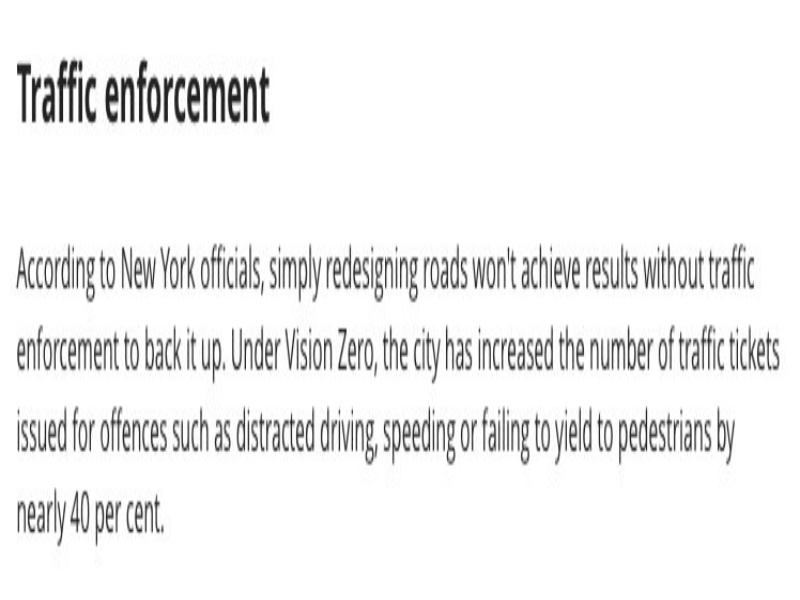 Traffic enforcement
According to New York officials, simply redesigning roads won't achieve results without traffic
enforcement to back it up. Under Vision Zero, the city has increased the number of traffic tickets
issued for offences such as distracted driving, speeding or failing to yield to pedestrians by
nearly 40 per cent.